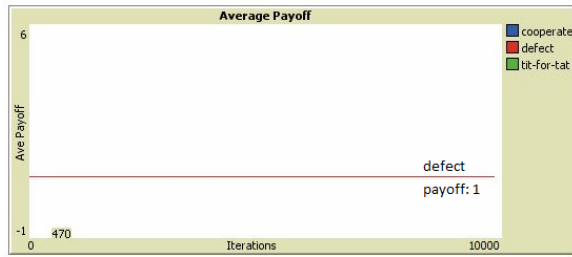 Average Payoff
6
Ave Payoff
-1
cooperate
defect
tit-for-tat
defect
payoff: 1
470
0
Iterations
10000